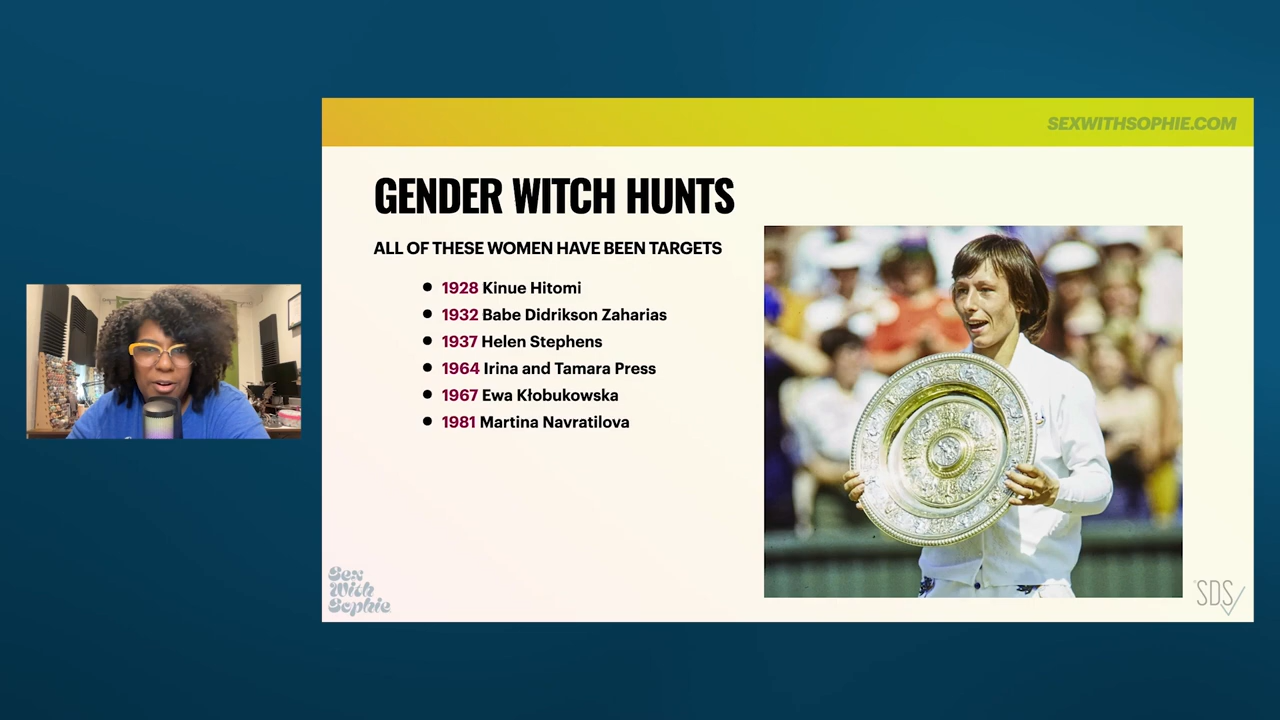 SEXWITHSOPHIE.COM
GENDER WITCH HUNTS
ALL OF THESE WOMEN HAVE BEEN TARGETS
● 1928 Kinue Hitomi
● 1932 Babe Didrikson Zaharias
● 1937 Helen Stephens
● 1964 Irina and Tamara Press
● 1967 Ewa Kłobukowska
● 1981 Martina Navratilova
Sex
With
Sophie
SDS